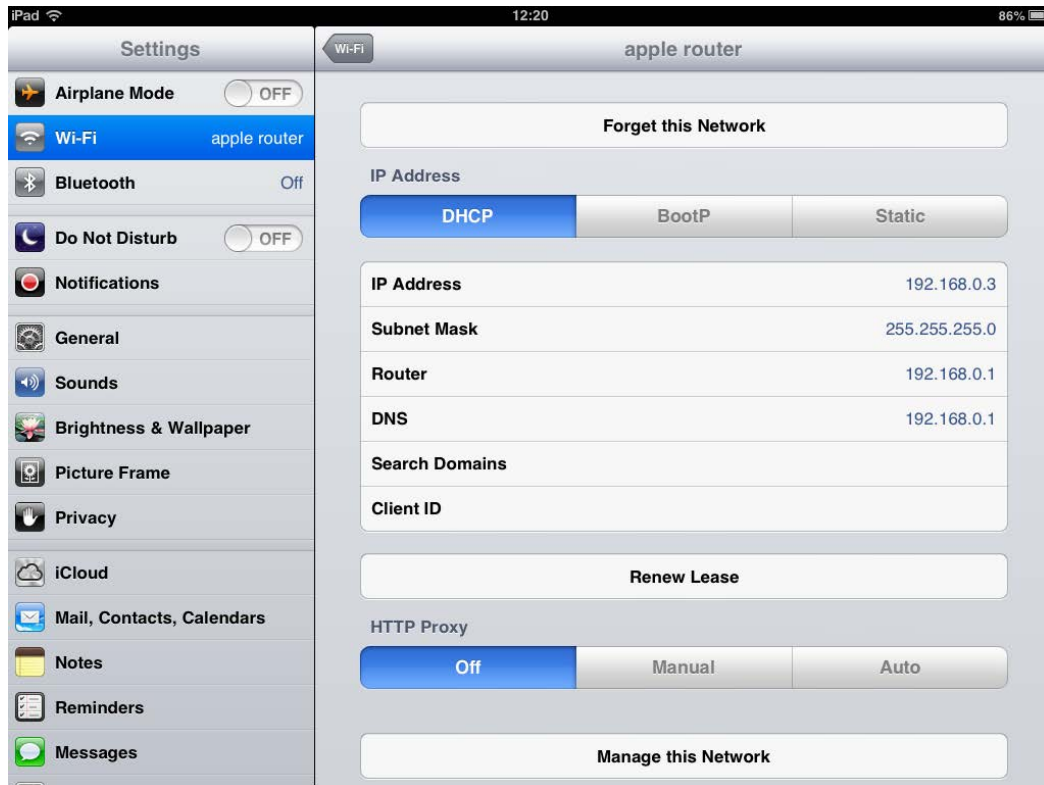 iPad 12:20 86%
Settings
Wi-Fi apple router
Airplane Mode OFF
Wi-Fi apple router
Bluetooth Off
Do Not Disturb OFF
Notifications
General
Sounds
Brightness & Wallpaper
Picture Frame
Privacy
iCloud
Mail, Contacts, Calendars
Notes
Reminders
Messages
Forget this Network
IP Address
DHCP BootP Static
IP Address 192.168.0.3
Subnet Mask 255.255.255.0
Router 192.168.0.1
DNS 192.168.0.1
Search Domains
Client ID
Renew Lease
HTTP Proxy
Off Manual Auto
Manage this Network